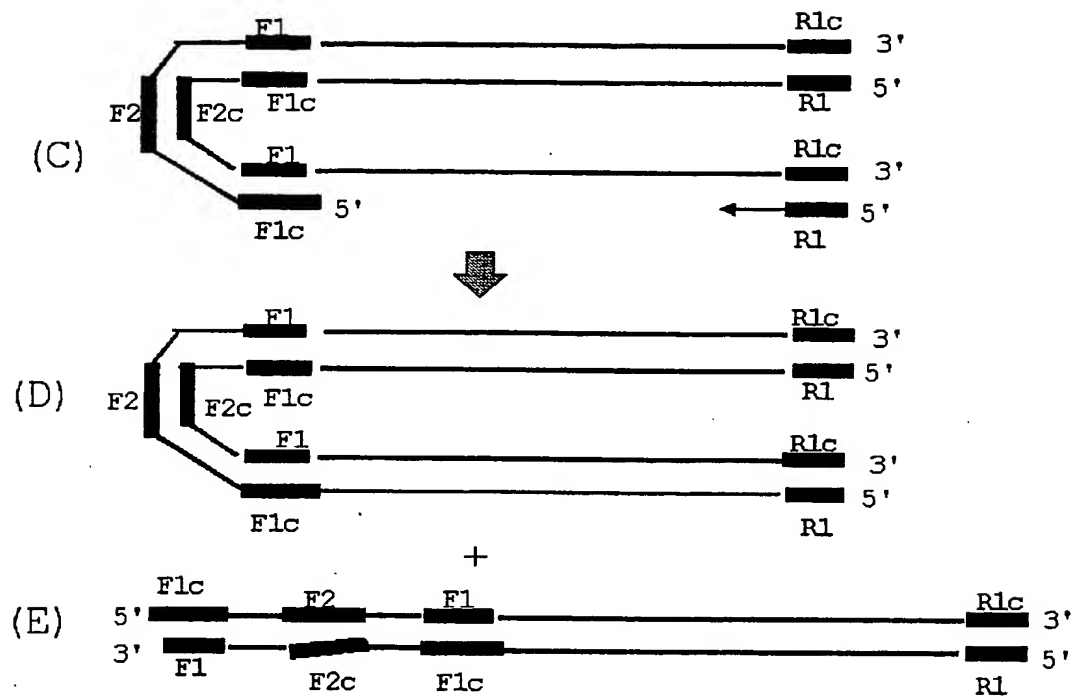 F1 R1c
3'
F1c R1 5'
F2 F2c
(C)
F1 R1c
3'
5' 5'
F1c R1
F1 R1c
3'
F1c R1 5'
(D) F2 F2c
F1 R1c
3'
5'
F1c R1
+
F1c F2 F1 R1c
(E) 5' 3'
3' 5'
F1 F2c F1c R1